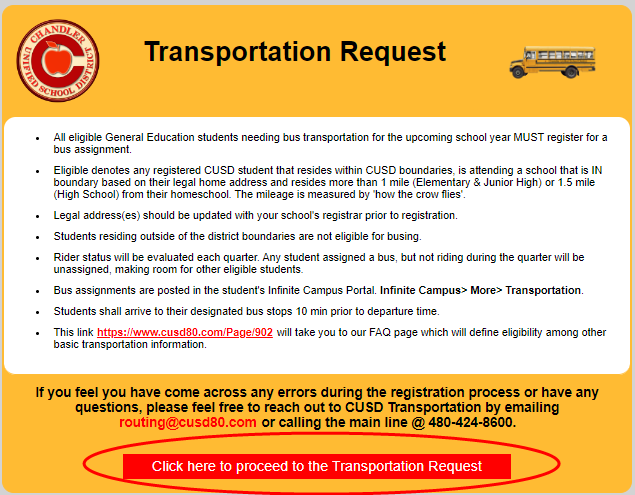 CHANDLER
UNIFIED SCHOOL DISTRICT
Transportation Request
• All eligible General Education students needing bus transportation for the upcoming school year MUST register for a
bus assignment.
• Eligible denotes any registered CUSD student that resides within CUSD boundaries, is attending a school that is IN
boundary based on their legal home address and resides more than 1 mile (Elementary & Junior High) or 1.5 mile
(High School) from their homeschool. The mileage is measured by 'how the crow flies'.
• Legal address(es) should be updated with your school's registrar prior to registration.
• Students residing outside of the district boundaries are not eligible for busing.
• Rider status will be evaluated each quarter. Any student assigned a bus, but not riding during the quarter will be
unassigned, making room for other eligible students.
• Bus assignments are posted in the student's Infinite Campus Portal. Infinite Campus> More> Transportation.
• Students shall arrive to their designated bus stops 10 min prior to departure time.
• This link https://www.cusd80.com/Page/902 will take you to our FAQ page which will define eligibility among other
basic transportation information.
If you feel you have come across any errors during the registration process or have any
questions, please feel free to reach out to CUSD Transportation by emailing
routing@cusd80.com or calling the main line @ 480-424-8600.
Click here to proceed to the Transportation Request